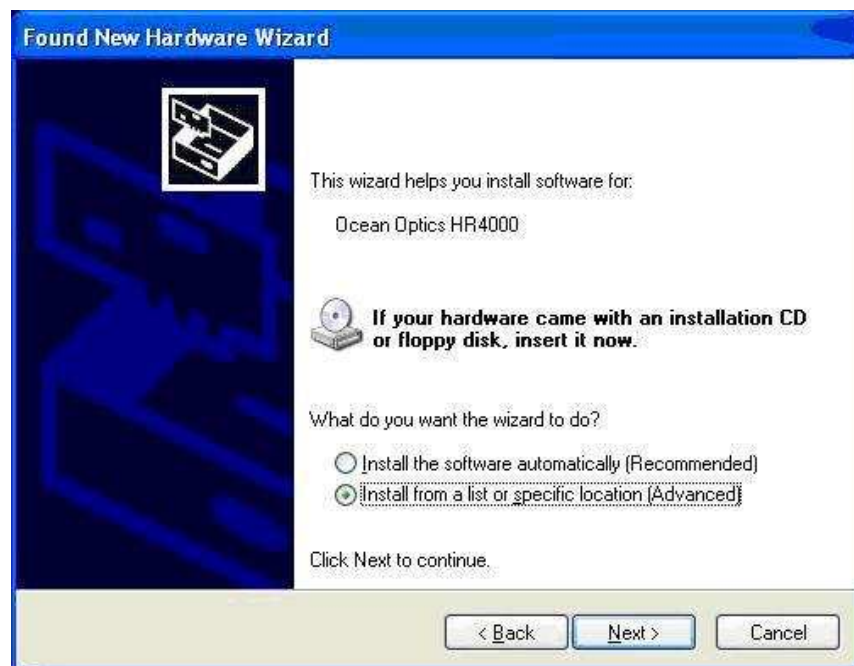 Found New Hardware Wizard
This wizard helps you install software for:
Ocean Optics HR4000
If your hardware came with an installation CD
or floppy disk, insert it now.
What do you want the wizard to do?
Install the software automatically (Recommended)
Install from a list or specific location (Advanced)
Click Next to continue.
< Back
Next >
Cancel